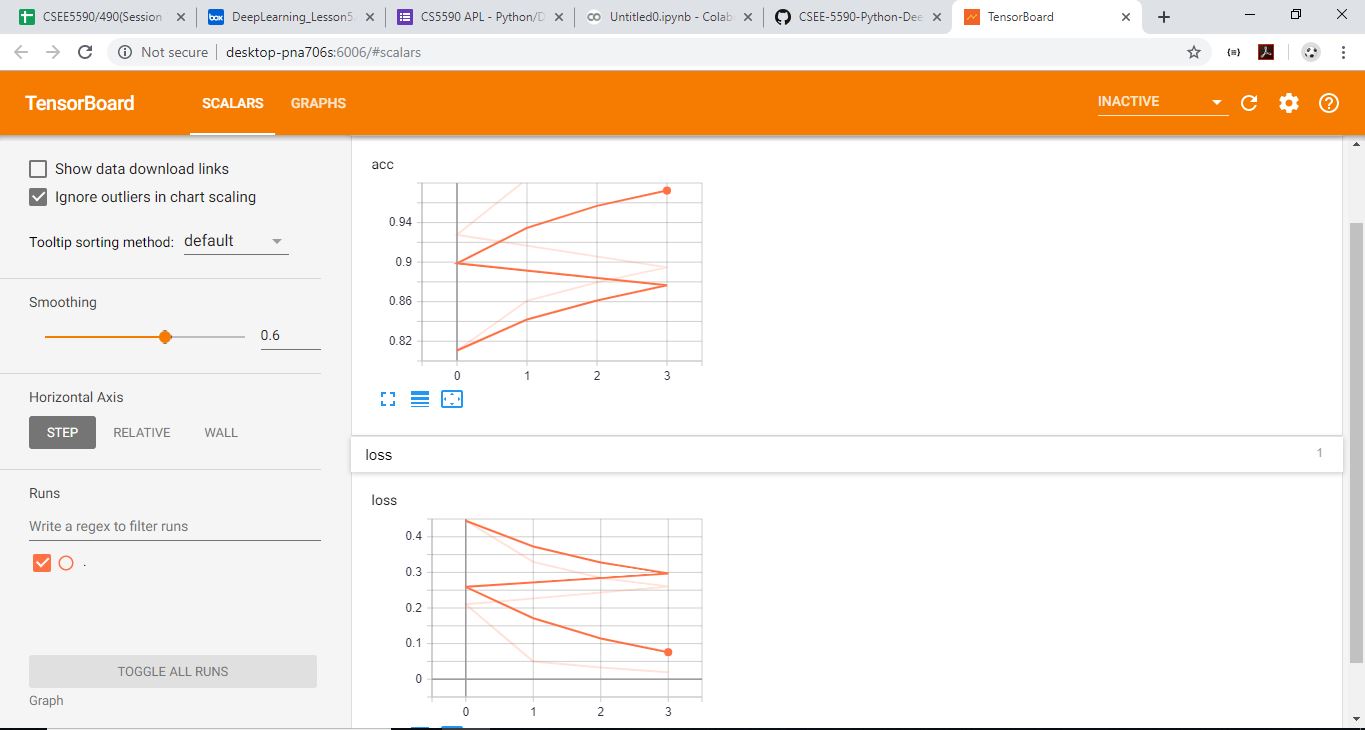 CSEE5590/490(Session
box DeepLearning_Lesson5.
CS5590 APL - Python/D
Untitled0.ipynb - Colab
CSEE-5590-Python-Dee
TensorBoard
Not secure | desktop-pna706s:6006/#scalars
TensorBoard SCALARS GRAPHS INACTIVE
Show data download links
Ignore outliers in chart scaling
Tooltip sorting method: default
Smoothing
0.6
Horizontal Axis
STEP RELATIVE WALL
Runs
Write a regex to filter runs
.
TOGGLE ALL RUNS
Graph
acc
0.94
0.9
0.86
0.82
0 1 2 3
loss 1
loss
0.4
0.3
0.2
0.1
0
0 1 2 3